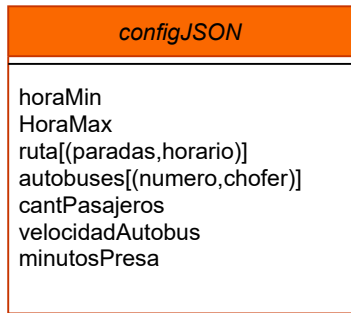 configJSON
horaMin
HoraMax
ruta[(paradas,horario)]
autobuses[(numero,chofer)]
cantPasajeros
velocidadAutobus
minutosPresa